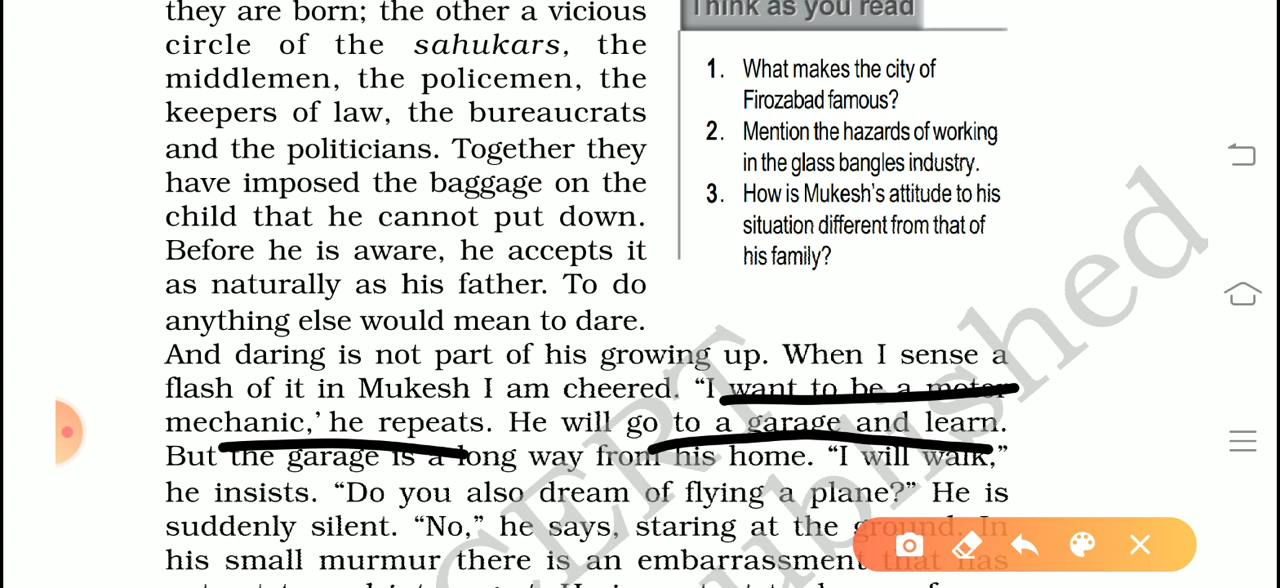 they are born; the other a vicious
circle of the sahukars, the
middlemen, the policemen, the
keepers of law, the bureaucrats
and the politicians. Together they
have imposed the baggage on the
child that he cannot put down.
Before he is aware, he accepts it
as naturally as his father. To do
anything else would mean to dare.
Think as you read
1. What makes the city of
Firozabad famous?
2. Mention the hazards of working
in the glass bangles industry.
3. How is Mukesh's attitude to his
situation different from that of
his family?
And daring is not part of his growing up. When I sense a
flash of it in Mukesh I am cheered. “I want to be a motor
mechanic,’ he repeats. He will go to a garage and learn.
But the garage is a long way from his home. “I will walk,”
he insists. “Do you also dream of flying a plane?” He is
suddenly silent. “No,” he says, staring at the ground. In
his small murmur there is an embarrassment that has